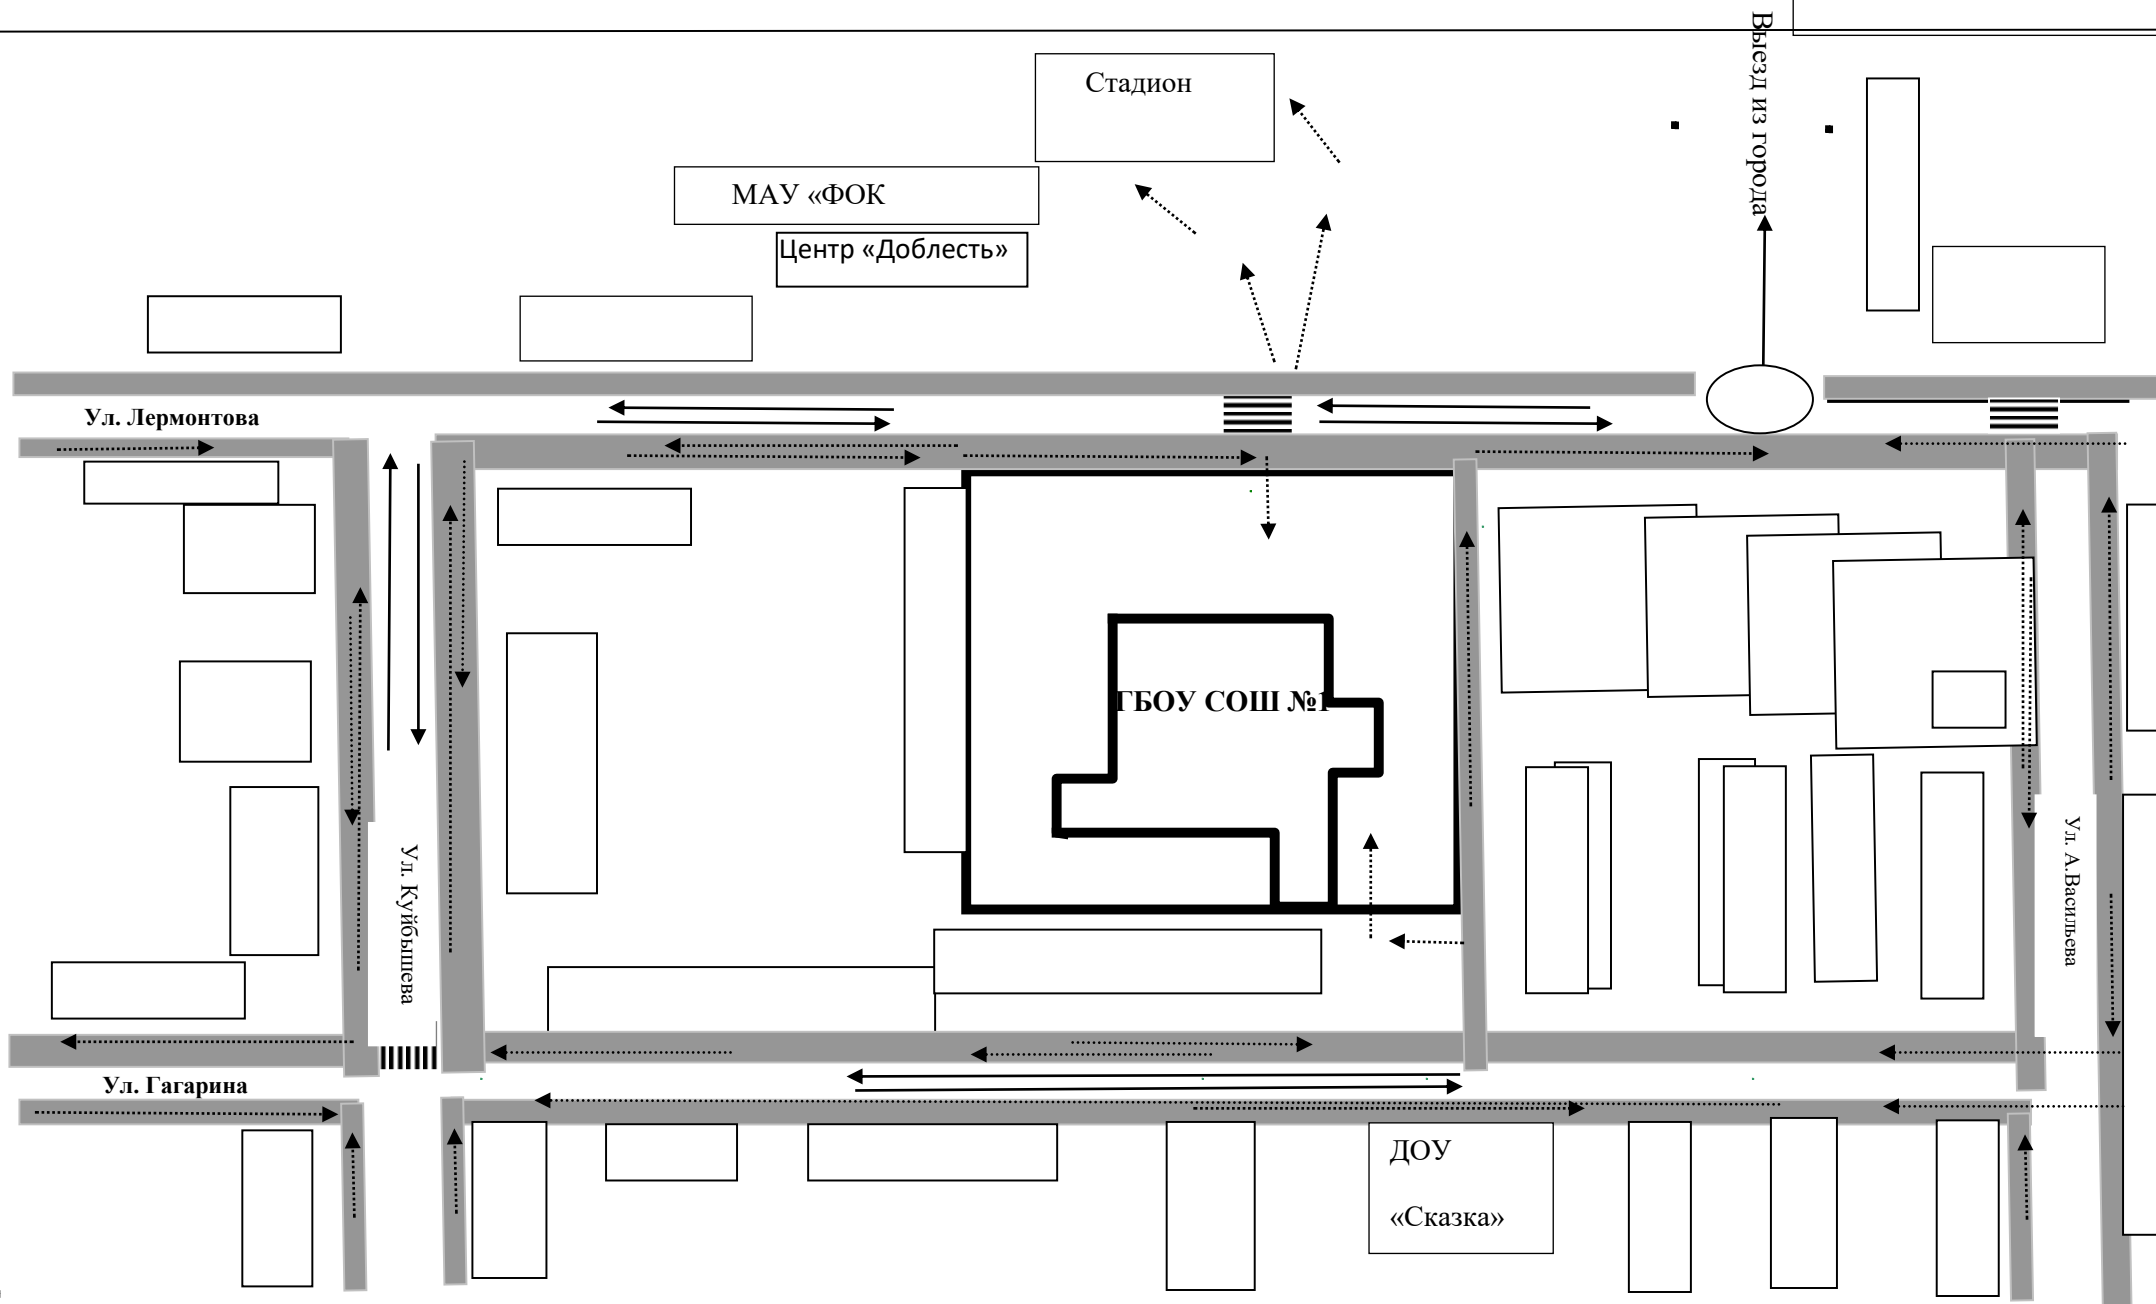 Выезд из города
Стадион
МАУ «ФОК
Центр «Доблесть»
Ул. Лермонтова
ГБОУ СОШ №1
Ул. Куйбышева
Ул. А.Васильева
Ул. Гагарина
ДОУ
«Сказка»